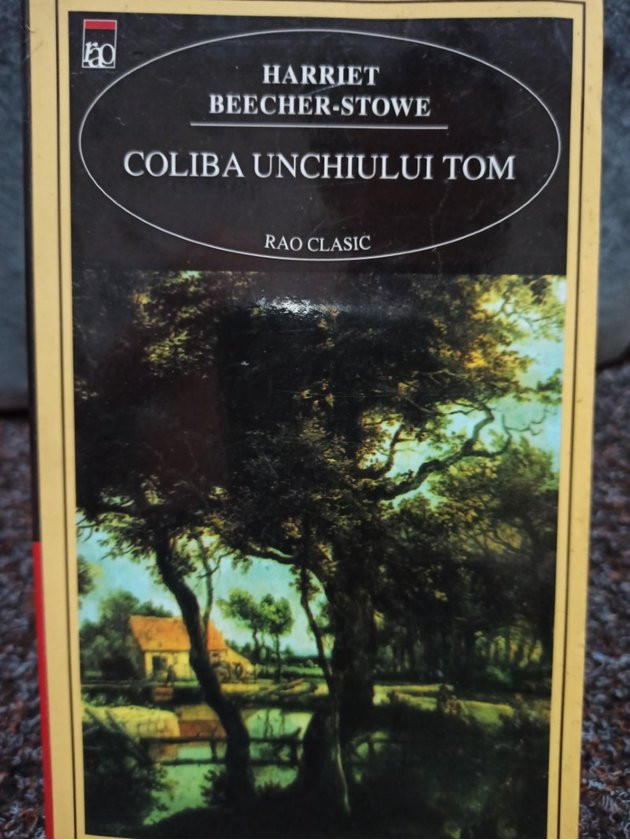 rao
HARRIET
BEECHER-STOWE
COLIBA UNCHIULUI TOM
RAO CLASIC